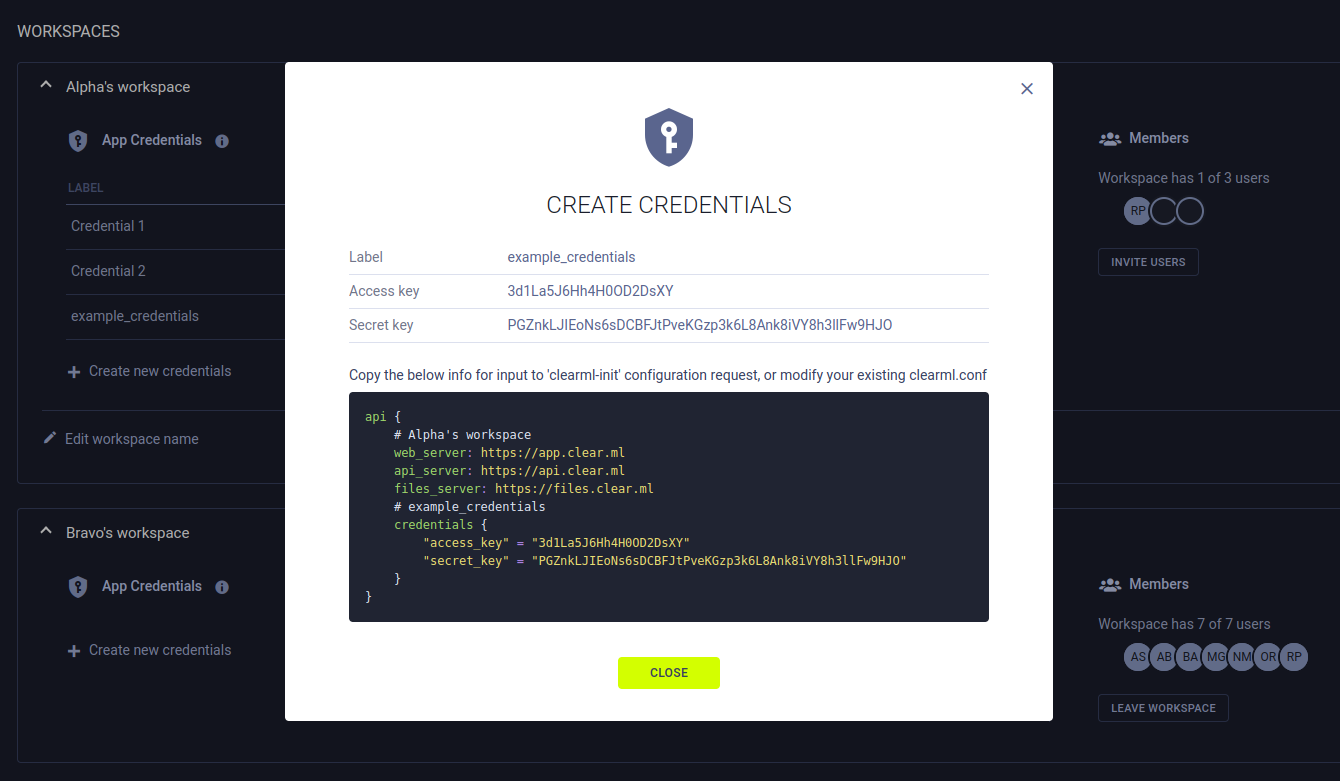 WORKSPACES
Alpha's workspace
App Credentials
LABEL
Credential 1
Credential 2
example_credentials
Create new credentials
Edit workspace name
Members
Workspace has 1 of 3 users
RP
INVITE USERS
CREATE CREDENTIALS
Label example_credentials
Access key 3d1La5J6Hh4H0OD2DsXY
Secret key PGZnkLJIEoNs6sDCBFJtPveKGzp3k6L8Ank8iVY8h3llFw9HJO
Copy the below info for input to 'clearml-init' configuration request, or modify your existing clearml.conf
api {
# Alpha's workspace
web_server: https://app.clear.ml
api_server: https://api.clear.ml
files_server: https://files.clear.ml
# example_credentials
credentials {
"access_key" = "3d1La5J6Hh4H0OD2DsXY"
"secret_key" = "PGZnkLJIEoNs6sDCBFJtPveKGzp3k6L8Ank8iVY8h3llFw9HJO"
}
}
CLOSE
Bravo's workspace
App Credentials
Create new credentials
Members
Workspace has 7 of 7 users
AS AB BA MG NM OR RP
LEAVE WORKSPACE